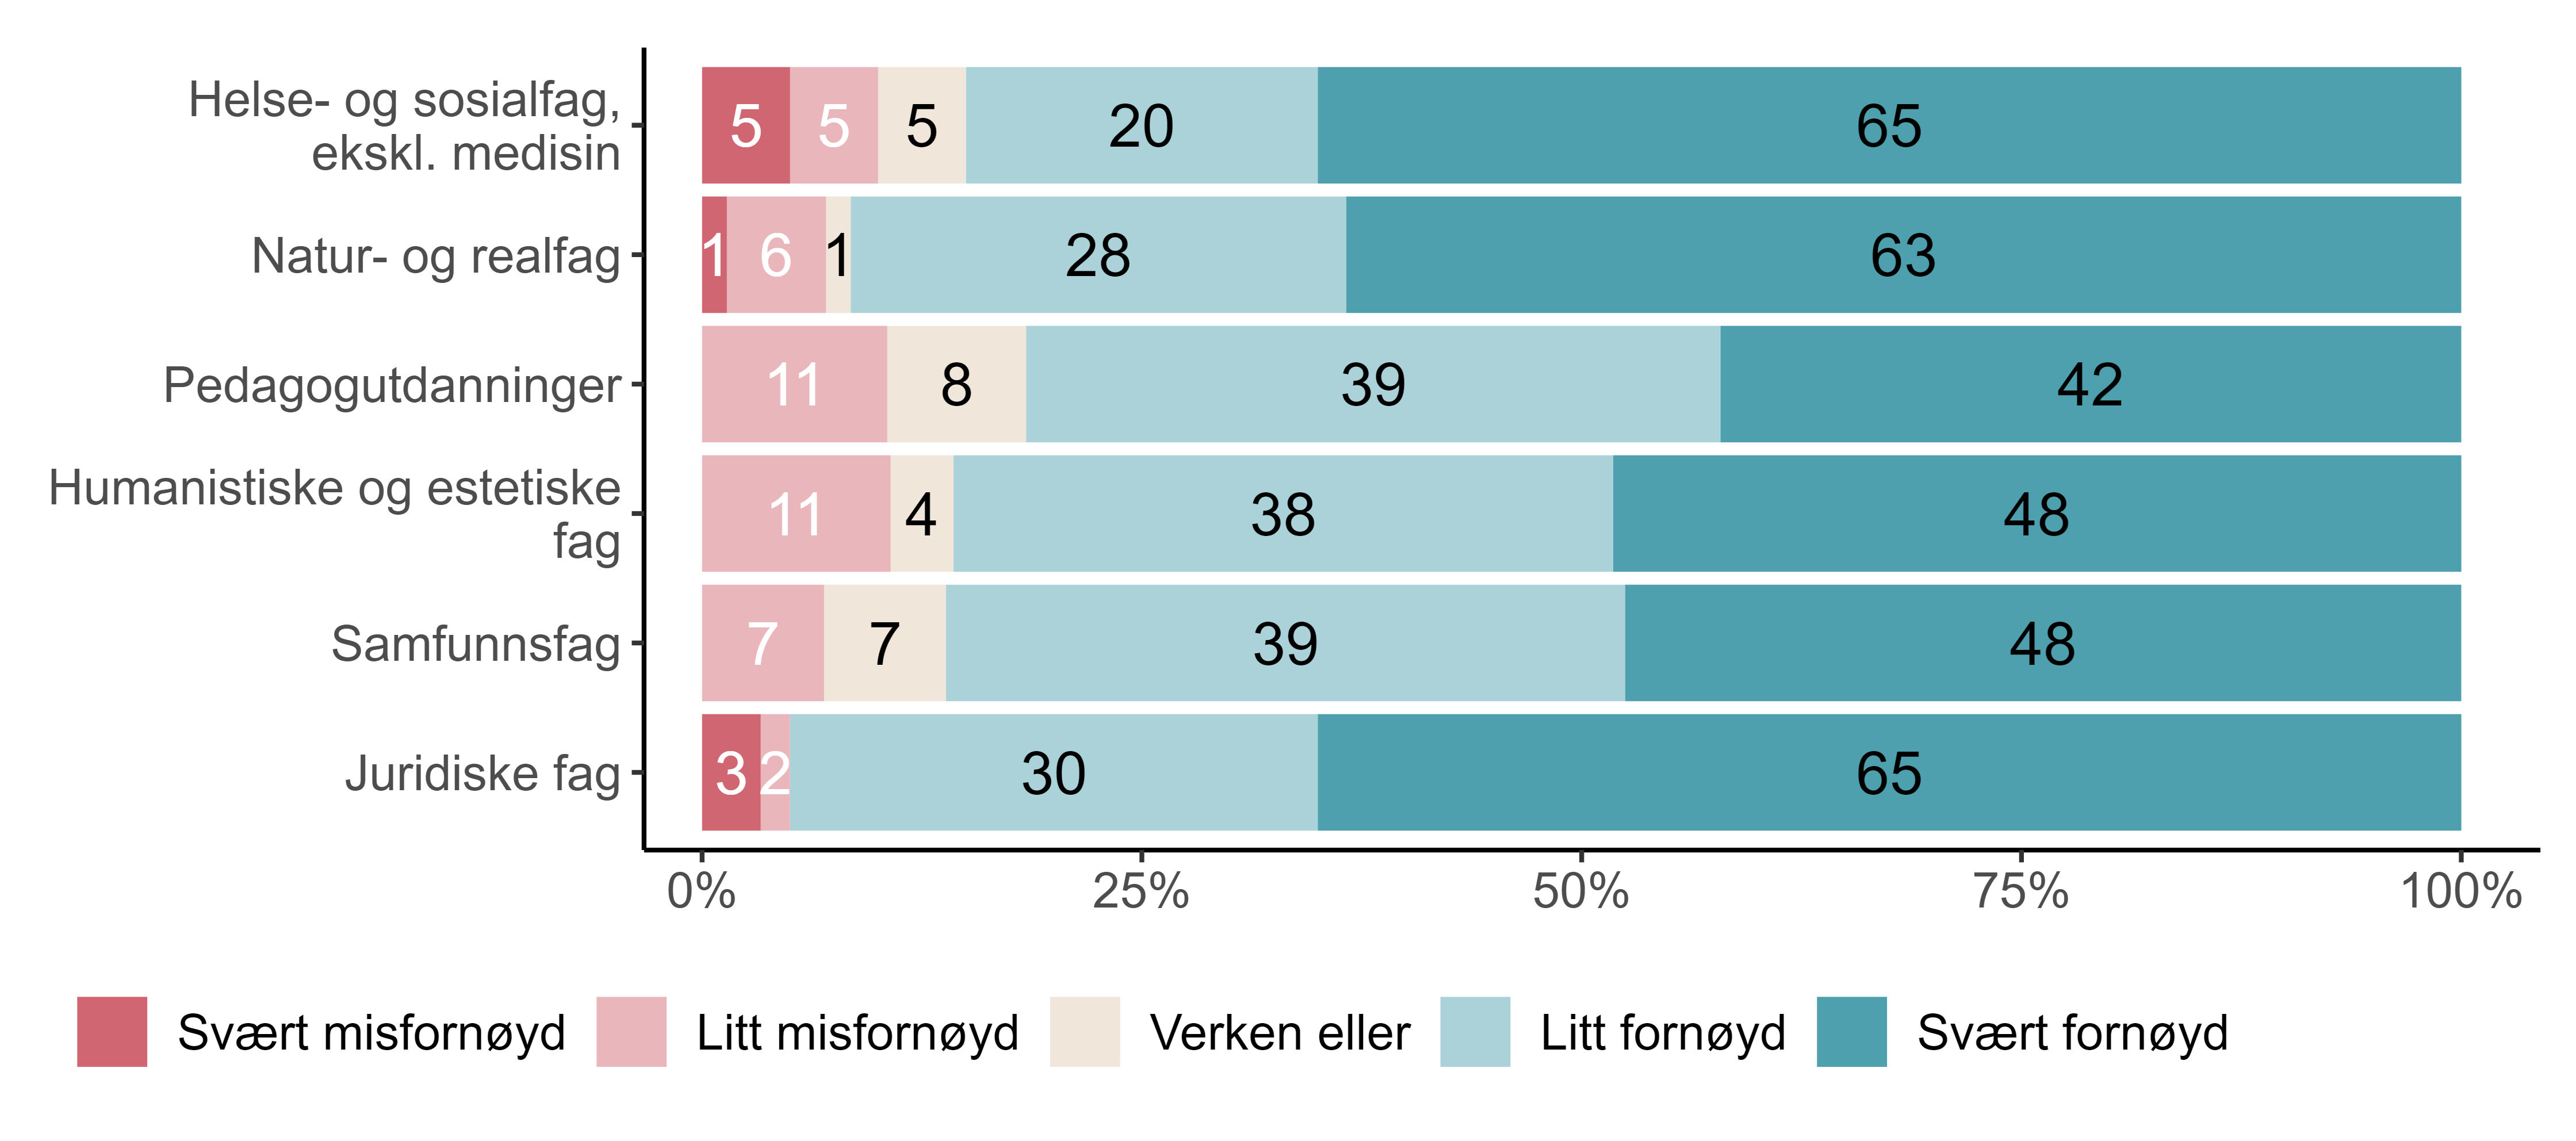 Helse- og sosialfag,
ekskl. medisin
5 5 5 20 65
Natur- og realfag
1 6 1 28 63
Pedagogutdanninger
11 8 39 42
Humanistiske og estetiske
fag
11 4 38 48
Samfunnsfag
7 7 39 48
Juridiske fag
3 2 30 65
0% 25% 50% 75% 100%
Svært misfornøyd Litt misfornøyd Verken eller Litt fornøyd Svært fornøyd